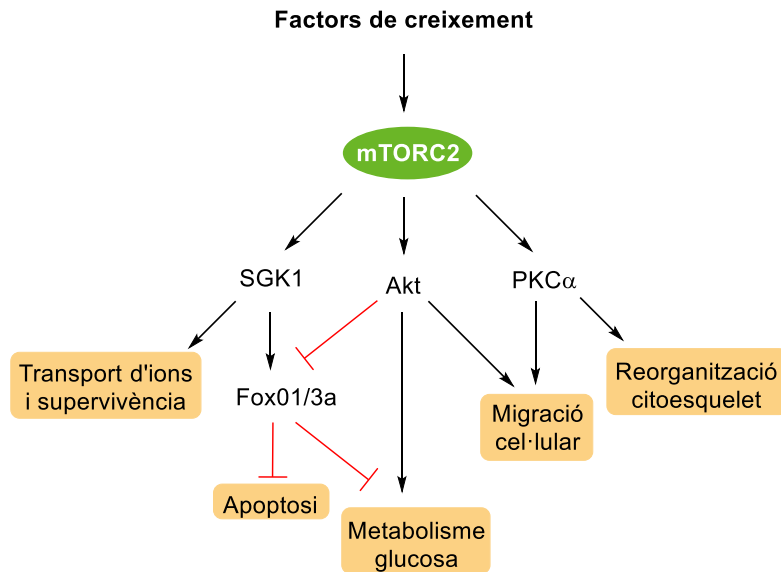 Factors de creixement
mTORC2
SGK1
Akt
PKCα
Transport d'ions
i supervivència
Fox01/3a
Migració
cel·lular
Reorganització
citoesquelet
Apoptosi
Metabolisme
glucosa